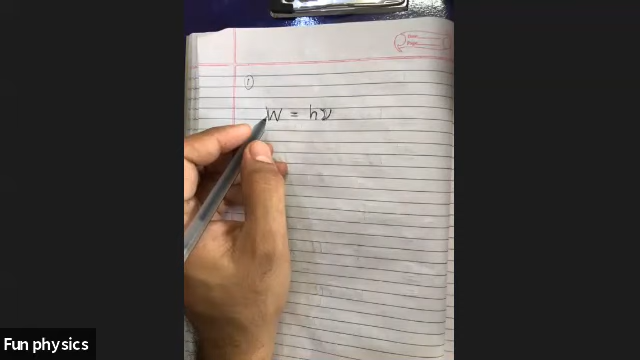 ①
W = hν
Fun physics